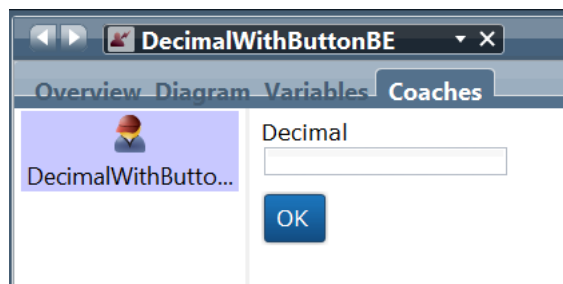 DecimalWithButtonBE
Overview Diagram Variables Coaches
DecimalWithButto...
Decimal
OK